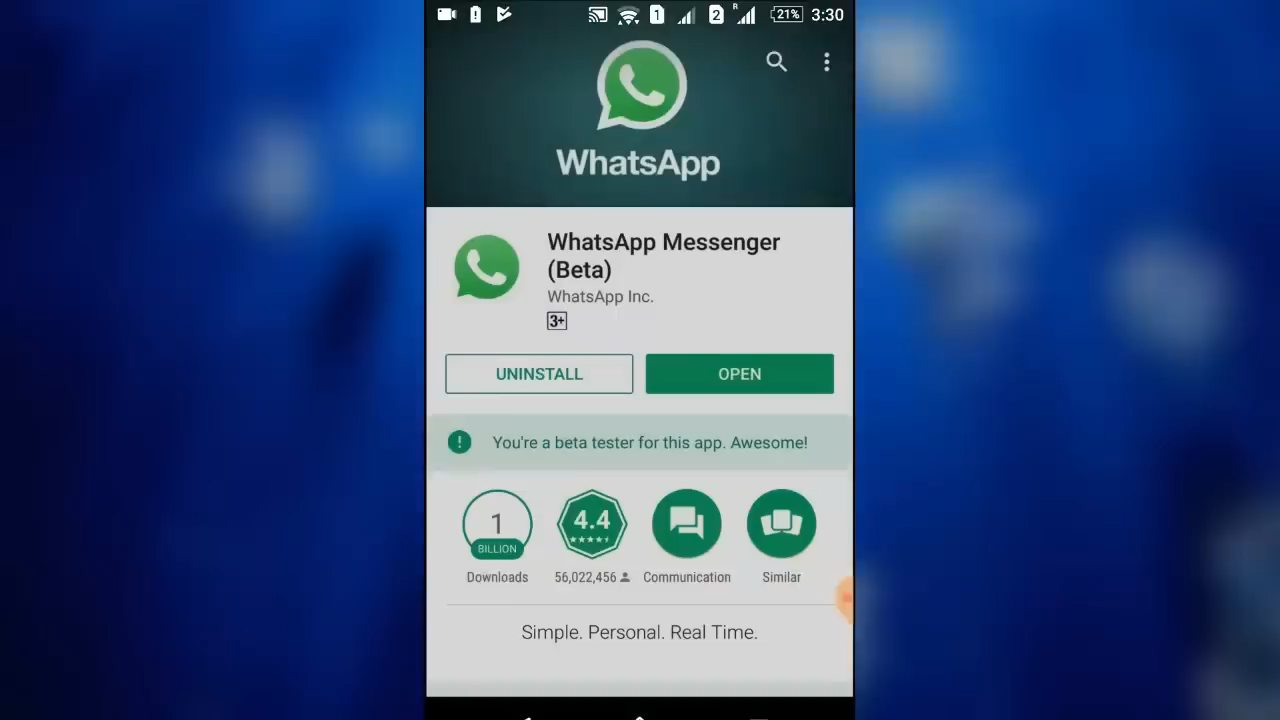 1 2 R 21% 3:30
WhatsApp
WhatsApp Messenger
(Beta)
WhatsApp Inc.
3+
UNINSTALL OPEN
! You're a beta tester for this app. Awesome!
1 4.4
BILLION
Downloads 56,022,456 Communication Similar
Simple. Personal. Real Time.